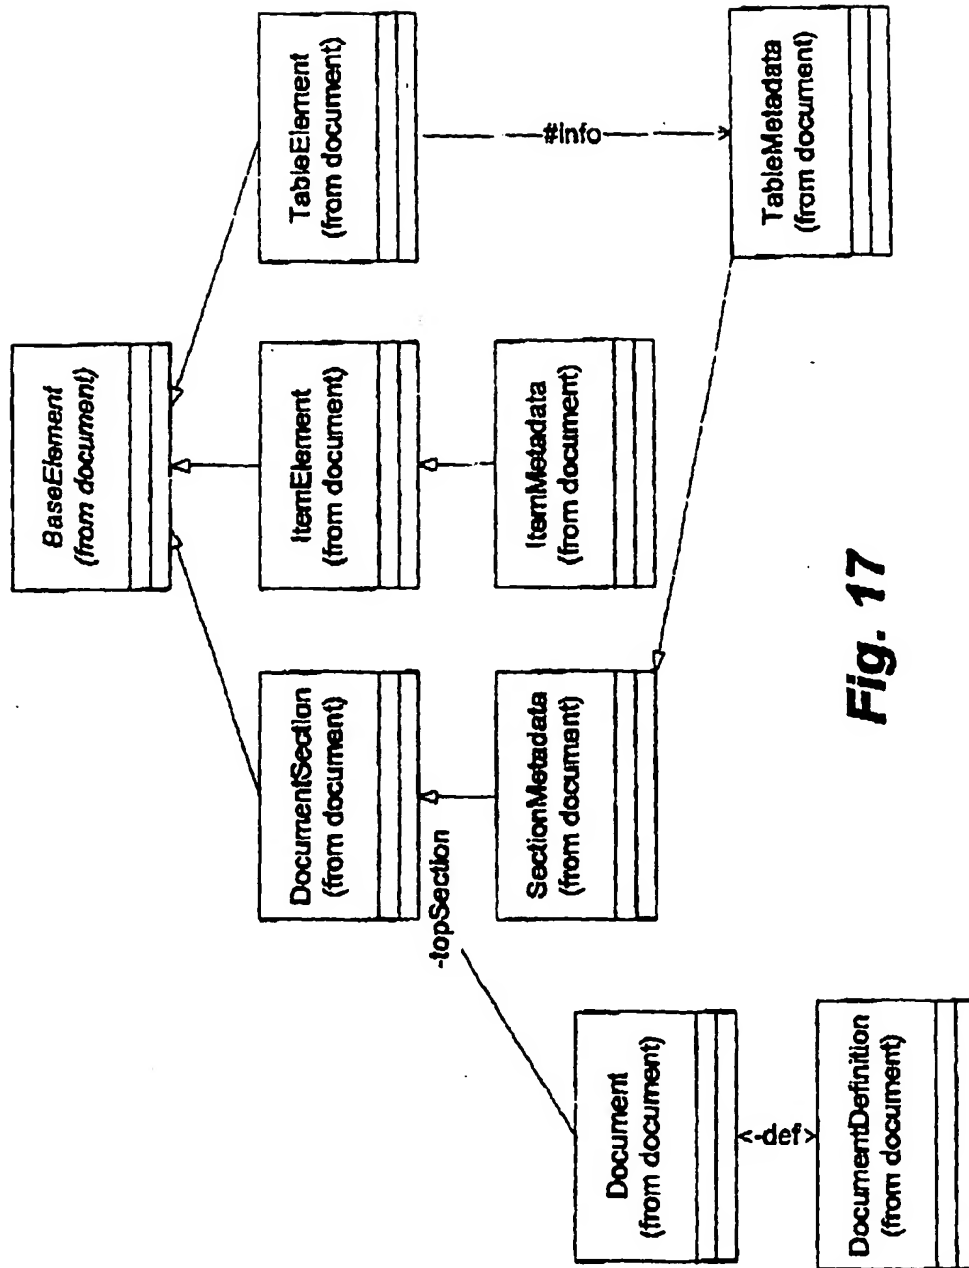 BaseElement
(from document)
DocumentSection
(from document)
ItemElement
(from document)
TableElement
(from document)
-topSection
#info
Document
(from document)
SectionMetadata
(from document)
ItemMetadata
(from document)
TableMetadata
(from document)
<-def>
DocumentDefinition
(from document)
Fig. 17